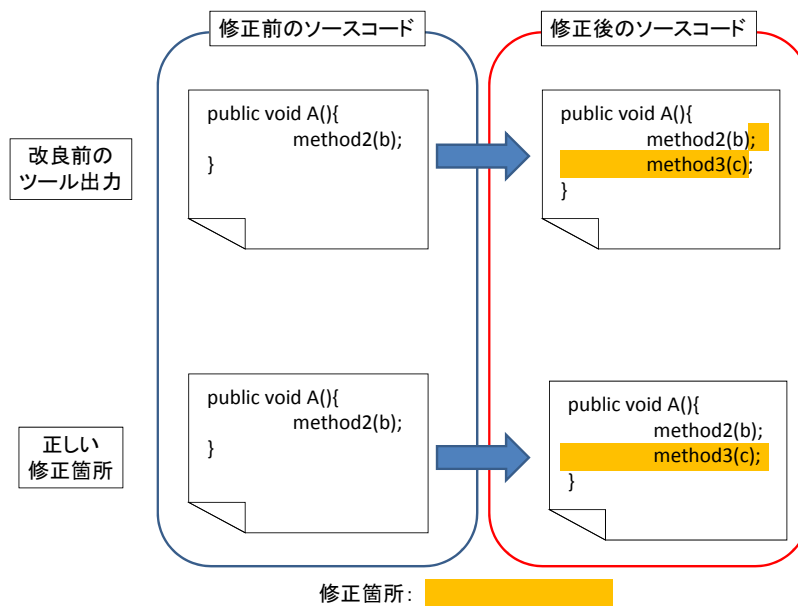 修正前のソースコード
修正後のソースコード
改良前の
ツール出力
public void A(){
method2(b);
}
public void A(){
method2(b);
method3(c);
}
正しい
修正箇所
public void A(){
method2(b);
}
public void A(){
method2(b);
method3(c);
}
修正箇所: